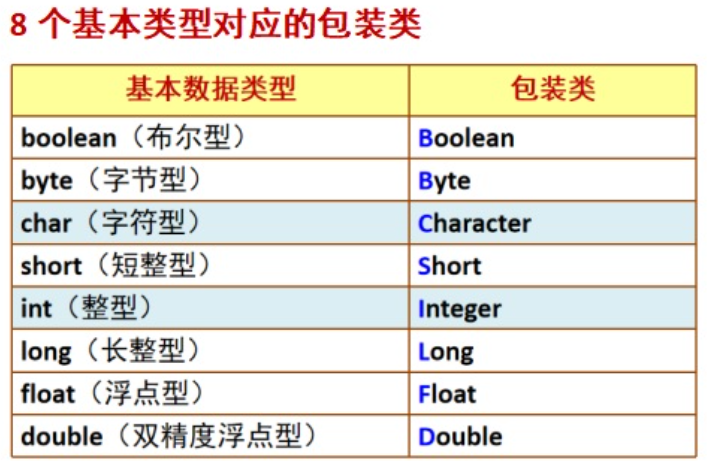 8 个基本类型对应的包装类
基本数据类型 包装类
boolean（布尔型） Boolean
byte（字节型） Byte
char（字符型） Character
short（短整型） Short
int（整型） Integer
long（长整型） Long
float（浮点型） Float
double（双精度浮点型） Double